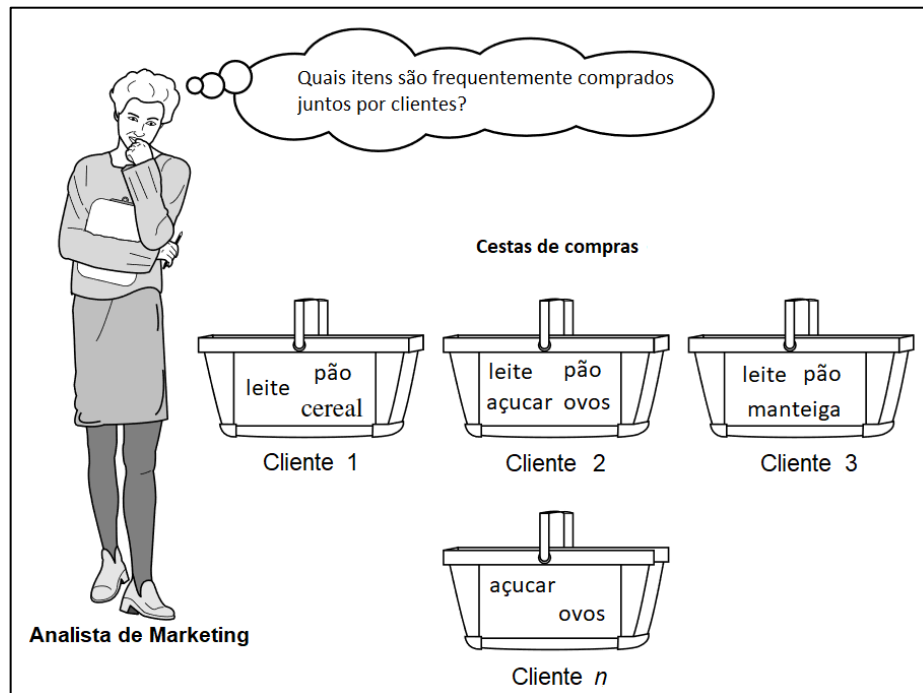 Quais itens são frequentemente comprados
juntos por clientes?
Cestas de compras
leite pão
cereal
Cliente 1
leite pão
açucar ovos
Cliente 2
leite pão
manteiga
Cliente 3
açucar
ovos
Cliente n
Analista de Marketing